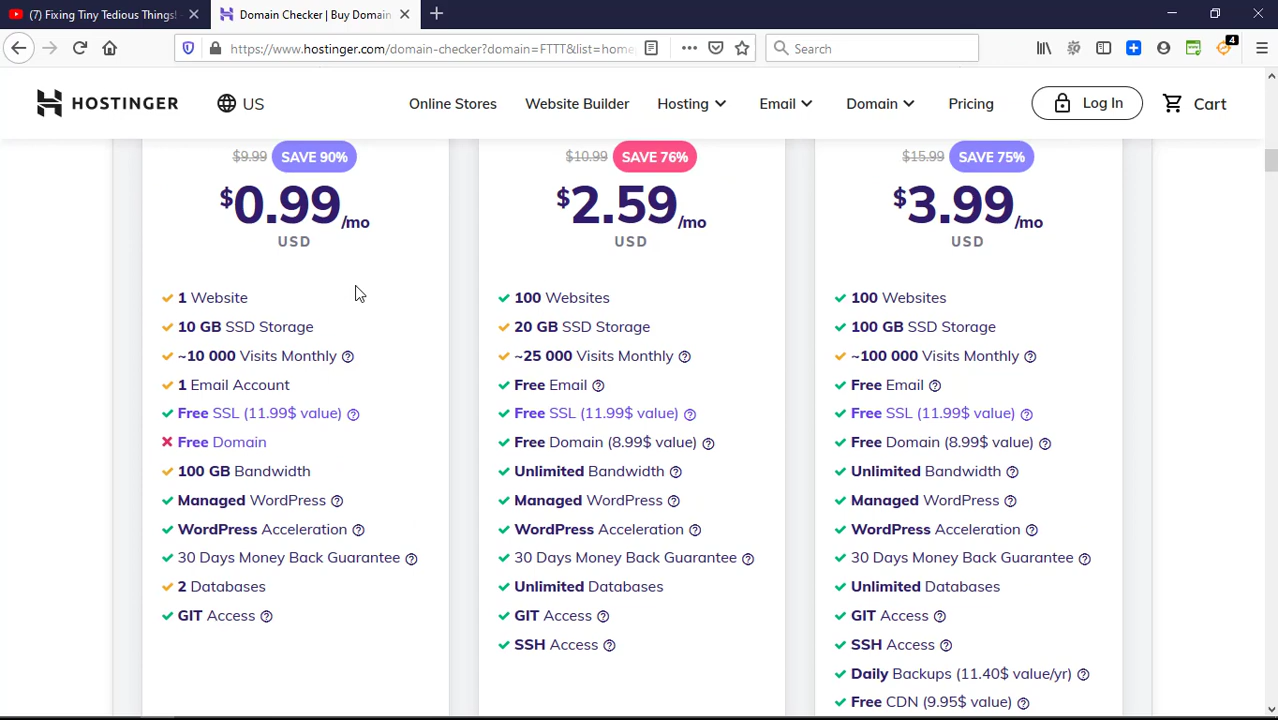 (7) Fixing Tiny Tedious Things!
Domain Checker | Buy Domain
https://www.hostinger.com/domain-checker?domain=FTTT&list=home
Search
4
HOSTINGER
US
Online Stores
Website Builder
Hosting
Email
Domain
Pricing
Log In
Cart
$9.99 SAVE 90%
$0.99/mo
USD
1 Website
10 GB SSD Storage
~10 000 Visits Monthly
1 Email Account
Free SSL (11.99$ value)
Free Domain
100 GB Bandwidth
Managed WordPress
WordPress Acceleration
30 Days Money Back Guarantee
2 Databases
GIT Access
$10.99 SAVE 76%
$2.59/mo
USD
100 Websites
20 GB SSD Storage
~25 000 Visits Monthly
Free Email
Free SSL (11.99$ value)
Free Domain (8.99$ value)
Unlimited Bandwidth
Managed WordPress
WordPress Acceleration
30 Days Money Back Guarantee
Unlimited Databases
GIT Access
SSH Access
$15.99 SAVE 75%
$3.99/mo
USD
100 Websites
100 GB SSD Storage
~100 000 Visits Monthly
Free Email
Free SSL (11.99$ value)
Free Domain (8.99$ value)
Unlimited Bandwidth
Managed WordPress
WordPress Acceleration
30 Days Money Back Guarantee
Unlimited Databases
GIT Access
SSH Access
Daily Backups (11.40$ value/yr)
Free CDN (9.95$ value)